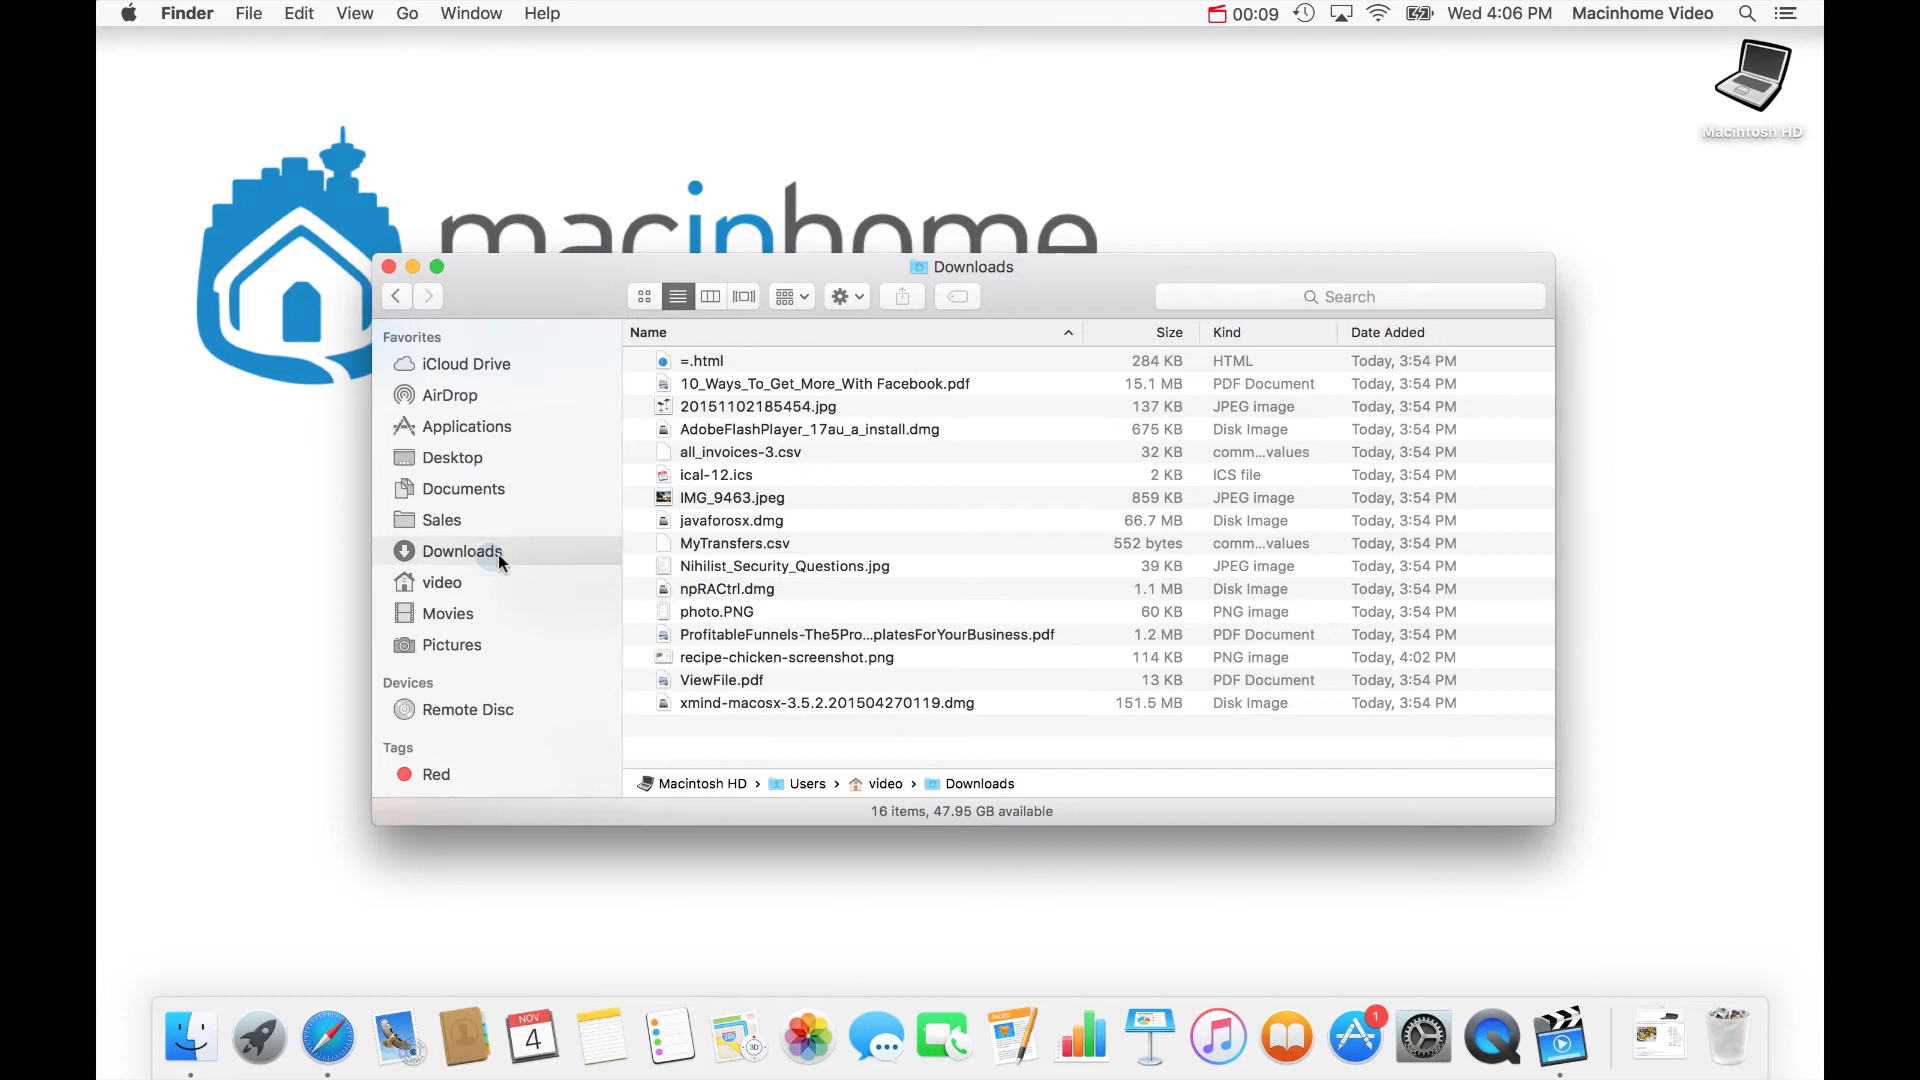 Finder File Edit View Go Window Help 00:09 Wed 4:06 PM Macinhome Video
Macintosh HD
macinhome
Downloads
Search
Favorites
iCloud Drive
AirDrop
Applications
Desktop
Documents
Sales
Downloads
video
Movies
Pictures
Devices
Remote Disc
Tags
Red
Name Size Kind Date Added
=.html 284 KB HTML Today, 3:54 PM
10_Ways_To_Get_More_With Facebook.pdf 15.1 MB PDF Document Today, 3:54 PM
20151102185454.jpg 137 KB JPEG image Today, 3:54 PM
AdobeFlashPlayer_17au_a_install.dmg 675 KB Disk Image Today, 3:54 PM
all_invoices-3.csv 32 KB comm...values Today, 3:54 PM
ical-12.ics 2 KB ICS file Today, 3:54 PM
IMG_9463.jpeg 859 KB JPEG image Today, 3:54 PM
javaforosx.dmg 66.7 MB Disk Image Today, 3:54 PM
MyTransfers.csv 552 bytes comm...values Today, 3:54 PM
Nihilist_Security_Questions.jpg 39 KB JPEG image Today, 3:54 PM
npRACtrl.dmg 1.1 MB Disk Image Today, 3:54 PM
photo.PNG 60 KB PNG image Today, 3:54 PM
ProfitableFunnels-The5Pro...platesForYourBusiness.pdf 1.2 MB PDF Document Today, 3:54 PM
recipe-chicken-screenshot.png 114 KB PNG image Today, 4:02 PM
ViewFile.pdf 13 KB PDF Document Today, 3:54 PM
xmind-macosx-3.5.2.201504270119.dmg 151.5 MB Disk Image Today, 3:54 PM
Macintosh HD › Users › video › Downloads
16 items, 47.95 GB available
NOV
4
3D
PAGES
1